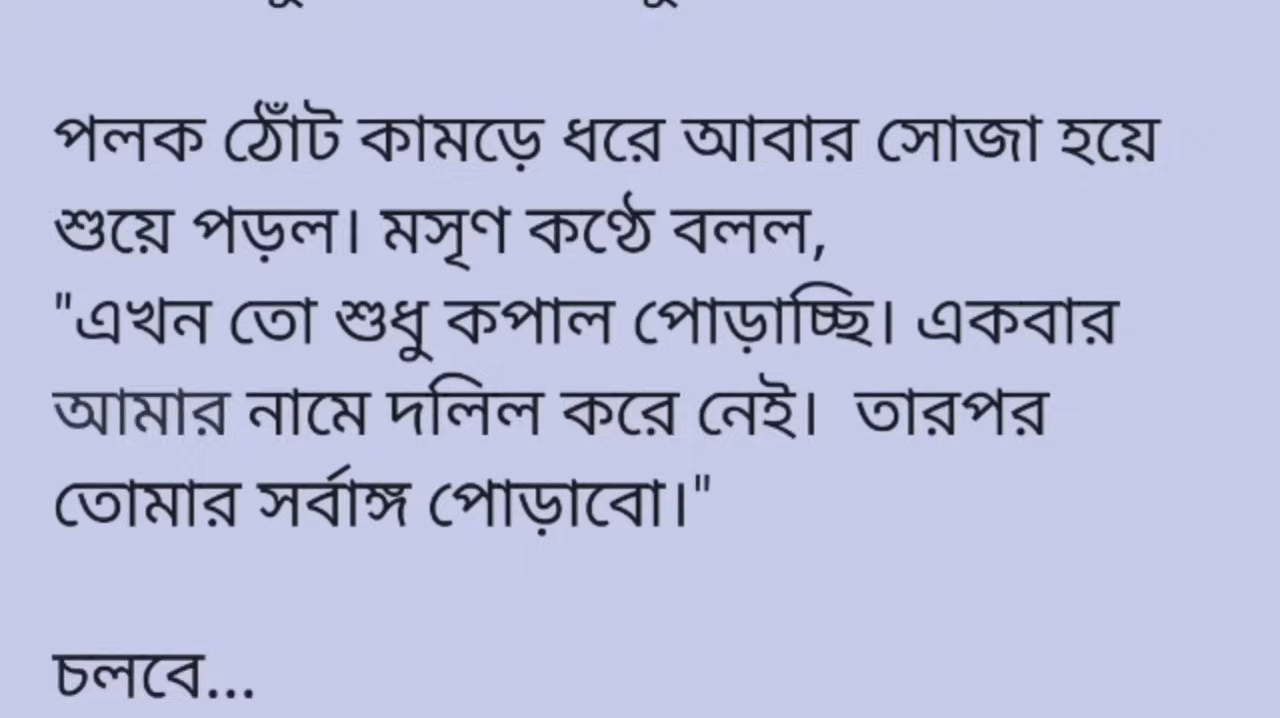 পলক ঠোঁট কামড়ে ধরে আবার সোজা হয়ে
শুয়ে পড়ল। মসৃণ কণ্ঠে বলল,
"এখন তো শুধু কপাল পোড়াচ্ছি। একবার
আমার নামে দলিল করে নেই। তারপর
তোমার সর্বাঙ্গ পোড়াবো।"
চলবে...